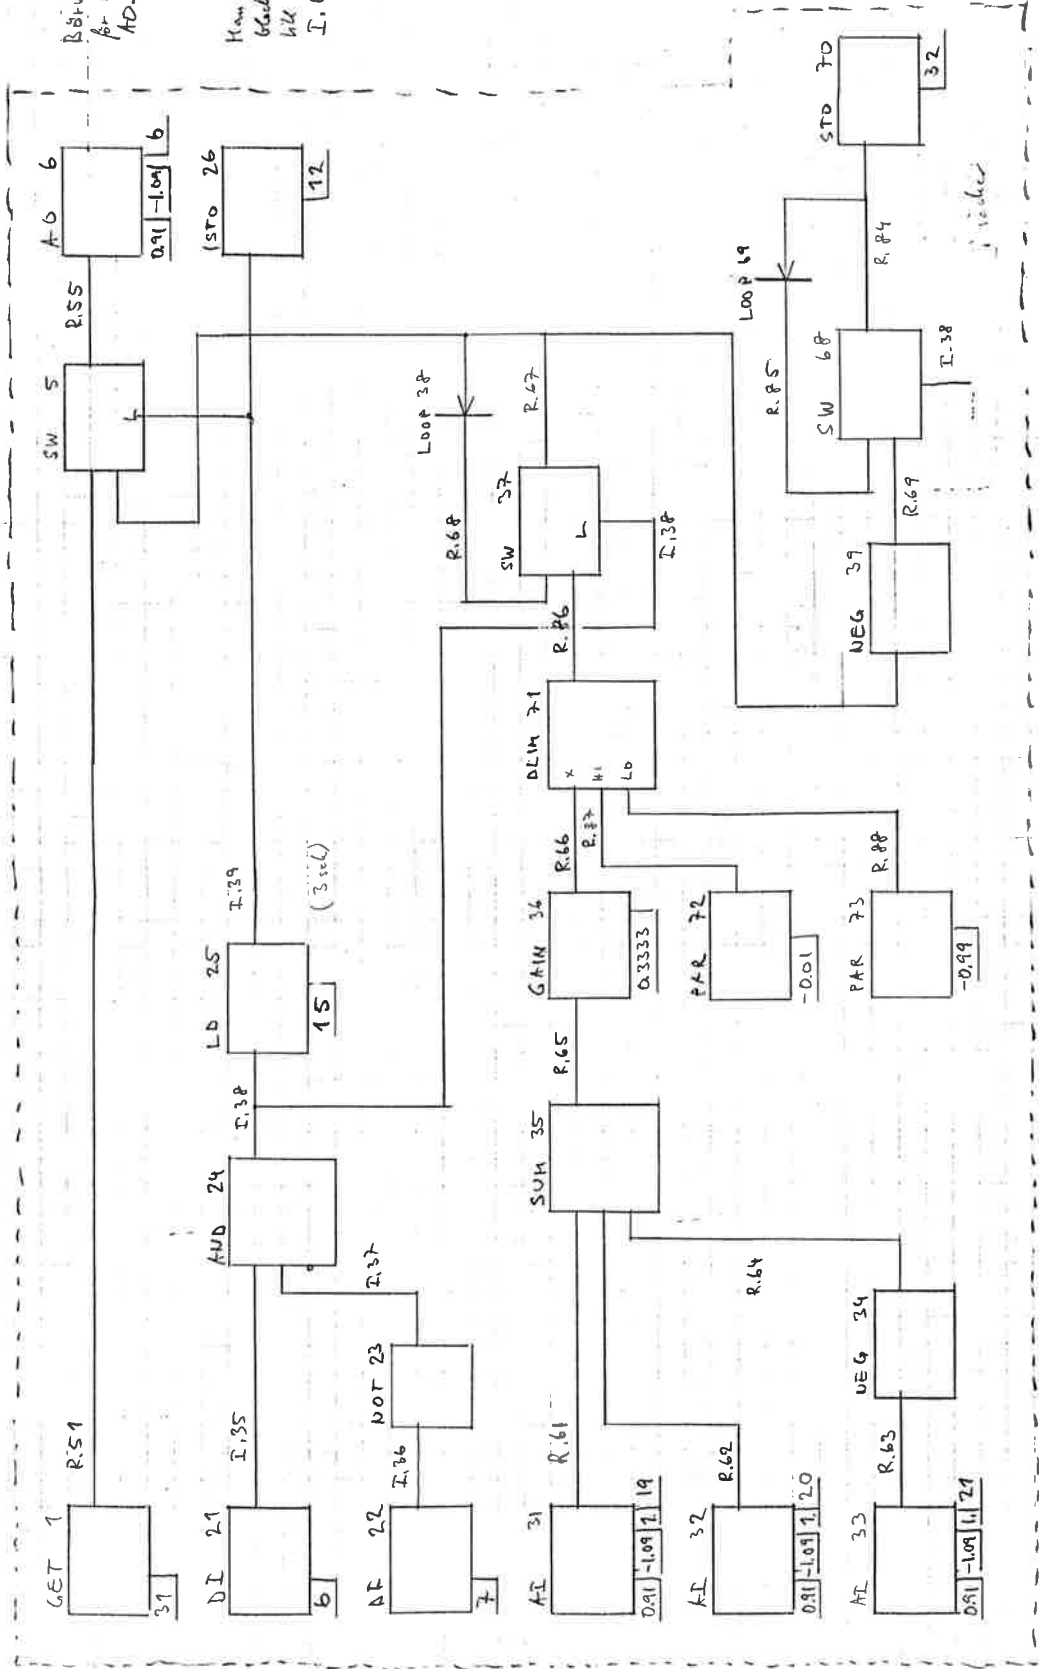 GET 1
31
R.51
SW 5
R.55
AO 6
0.91 -1.09 6
DI 21
6
I.35
AND 24
I.38
LD 25
15
(3 sek)
I.39
STO 26
12
DI 22
7
I.36
NOT 23
I.37
AI 31
0.91 -1.09 1. 19
R.61
SUM 35
R.65
GAIN 36
0.3333
R.66
DLIM 71
X
HI
LO
R.86
SW 37
R.67
R.68
LOOP 38
I.38
AI 32
0.91 -1.09 1. 20
R.62
PAR 72
-0.01
R.87
AI 33
0.91 -1.09 1. 21
R.63
NEG 34
R.64
PAR 73
-0.99
R.88
NEG 39
R.69
SW 68
I.38
R.84
R.85
LOOP 69
STO 70
32